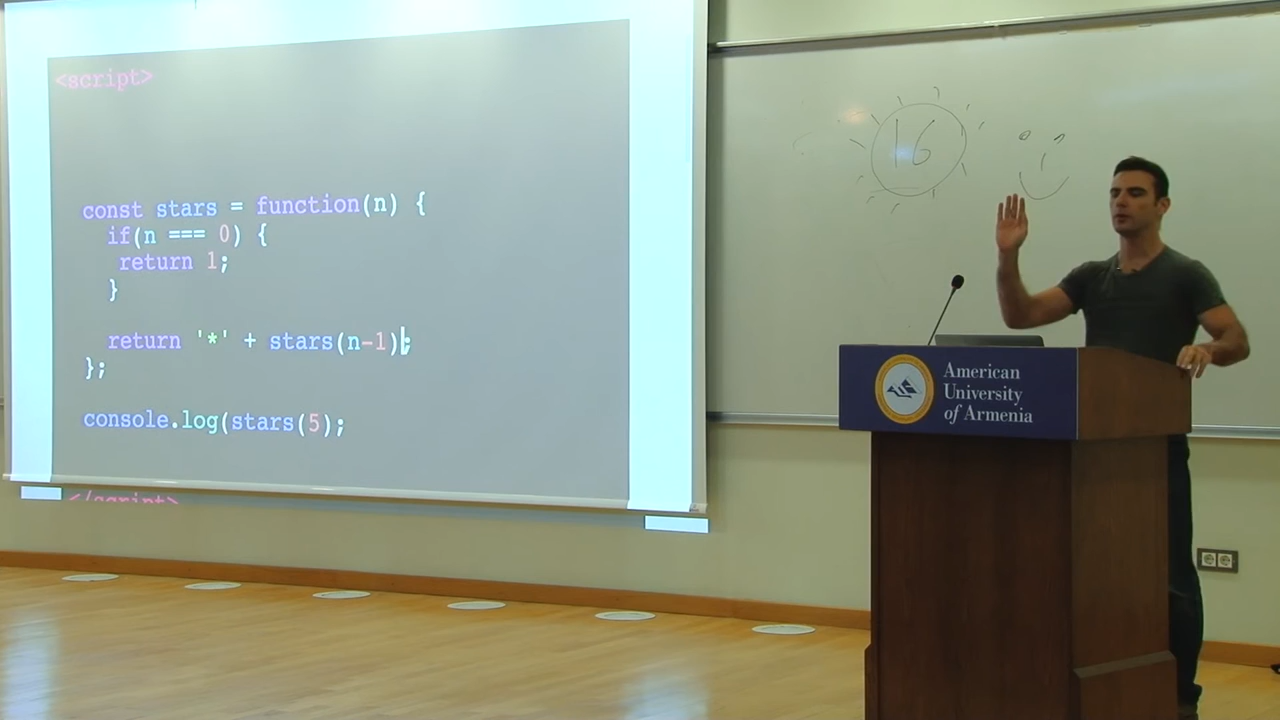 <script>
const stars = function(n) {
if(n === 0) {
return 1;
}
return '*' + stars(n-1);
};
console.log(stars(5);
</script>
16
American
University
of Armenia